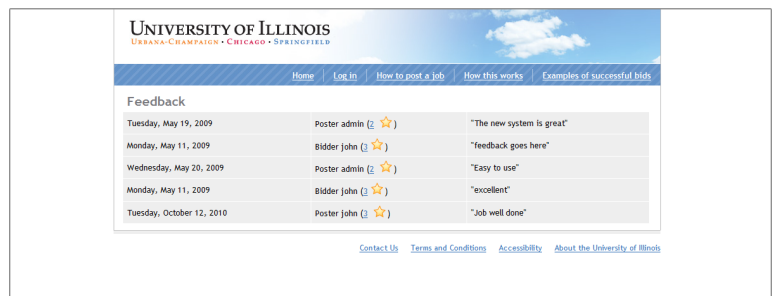 UNIVERSITY OF ILLINOIS
URBANA-CHAMPAIGN • CHICAGO • SPRINGFIELD
Home Log in How to post a job How this works Examples of successful bids
Feedback
Tuesday, May 19, 2009 Poster admin (2 ) "The new system is great"
Monday, May 11, 2009 Bidder john (3 ) "feedback goes here"
Wednesday, May 20, 2009 Poster admin (2 ) "Easy to use"
Monday, May 11, 2009 Bidder john (3 ) "excellent"
Tuesday, October 12, 2010 Poster john (3 ) "Job well done"
Contact Us Terms and Conditions Accessibility About the University of Illinois